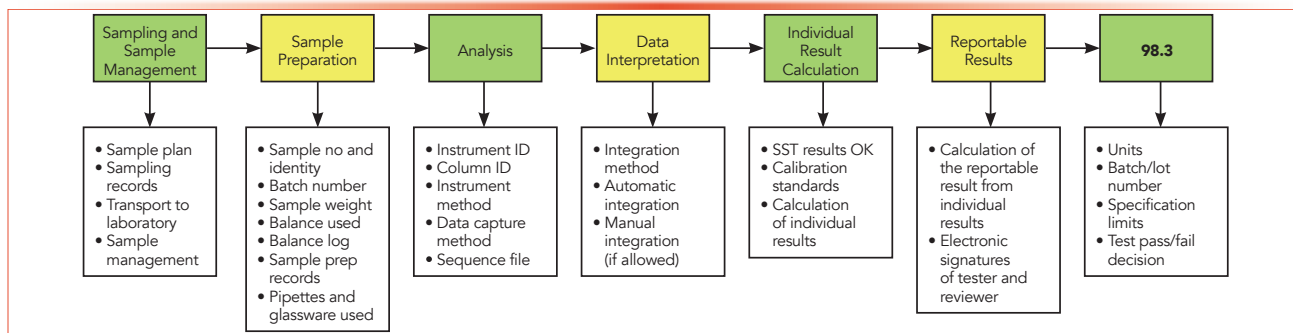 Sampling and
Sample
Management
Sample
Preparation
Analysis
Data
Interpretation
Individual
Result
Calculation
Reportable
Results
98.3
• Sample plan
• Sampling
records
• Transport to
laboratory
• Sample
management
• Sample no and
identity
• Batch number
• Sample weight
• Balance used
• Balance log
• Sample prep
records
• Pipettes and
glassware used
• Instrument ID
• Column ID
• Instrument
method
• Data capture
method
• Sequence file
• Integration
method
• Automatic
integration
• Manual
integration
(if allowed)
• SST results OK
• Calibration
standards
• Calculation
of individual
results
• Calculation of
the reportable
result from
individual
results
• Electronic
signatures
of tester and
reviewer
• Units
• Batch/lot
number
• Specification
limits
• Test pass/fail
decision